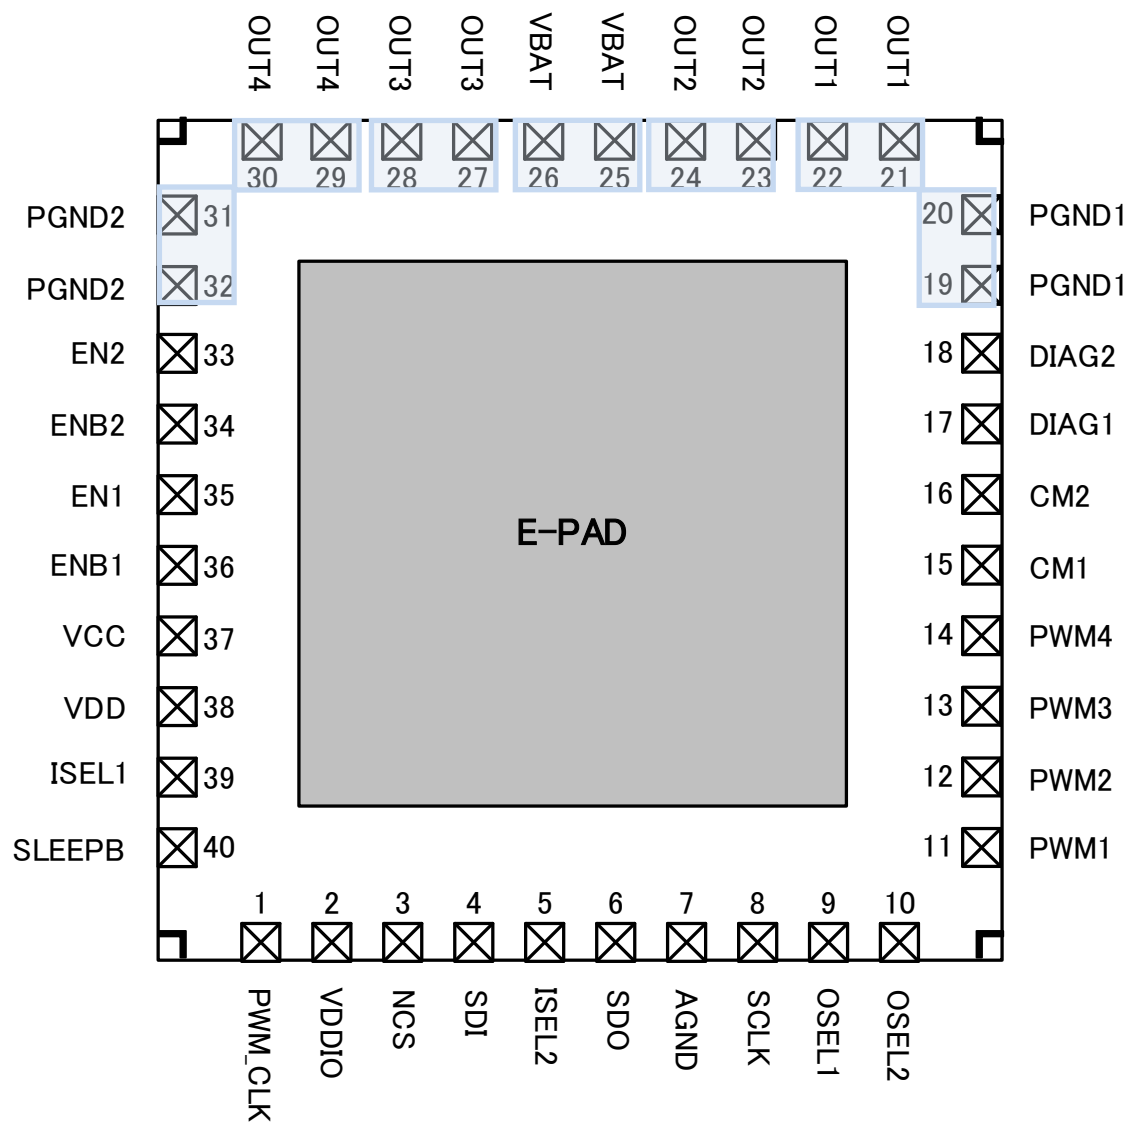 OUT4 OUT4 OUT3 OUT3 VBAT VBAT OUT2 OUT2 OUT1 OUT1
30 29 28 27 26 25 24 23 22 21
PGND2 31 20 PGND1
PGND2 32 19 PGND1
EN2 33 18 DIAG2
ENB2 34 17 DIAG1
EN1 35 16 CM2
E-PAD
ENB1 36 15 CM1
VCC 37 14 PWM4
VDD 38 13 PWM3
ISEL1 39 12 PWM2
SLEEPB 40 11 PWM1
1 2 3 4 5 6 7 8 9 10
PWM_CLK VDDIO NCS SDI ISEL2 SDO AGND SCLK OSEL1 OSEL2